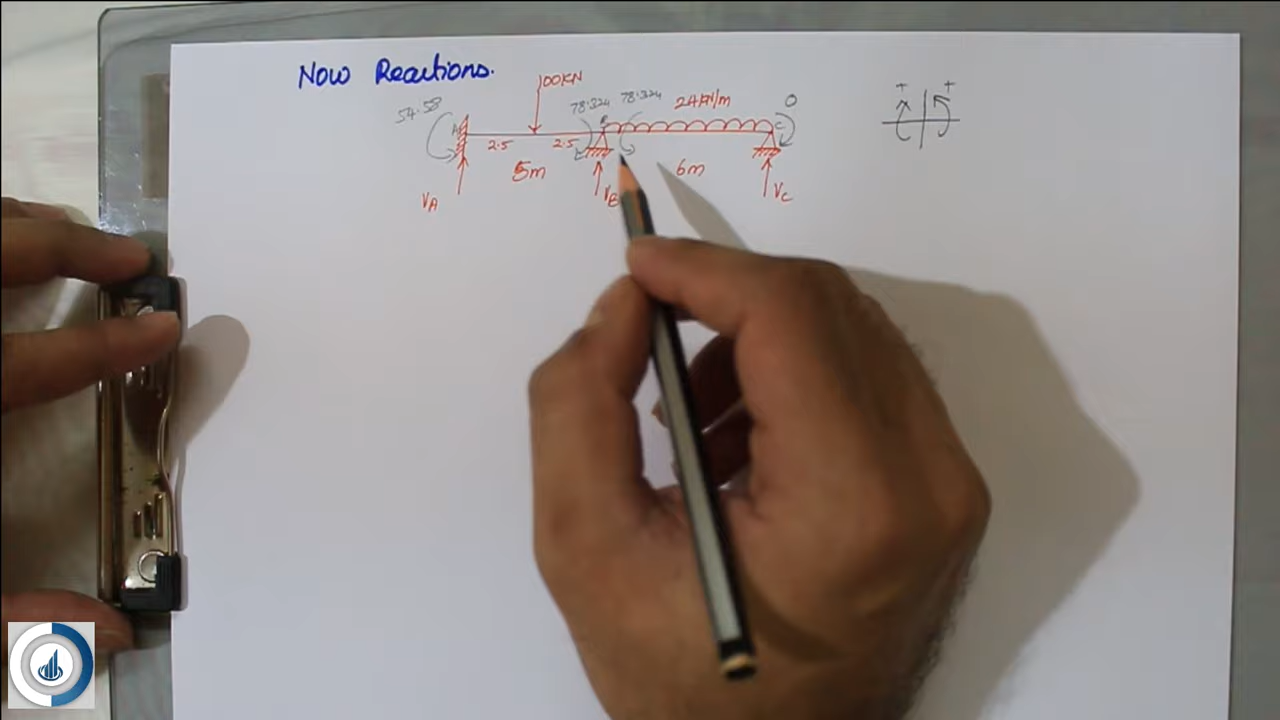 Now Reactions.
100KN
54.58 78.324 78.324 24kN/m 0
+ +
A B C
2.5 2.5
5m 6m
VA VB VC